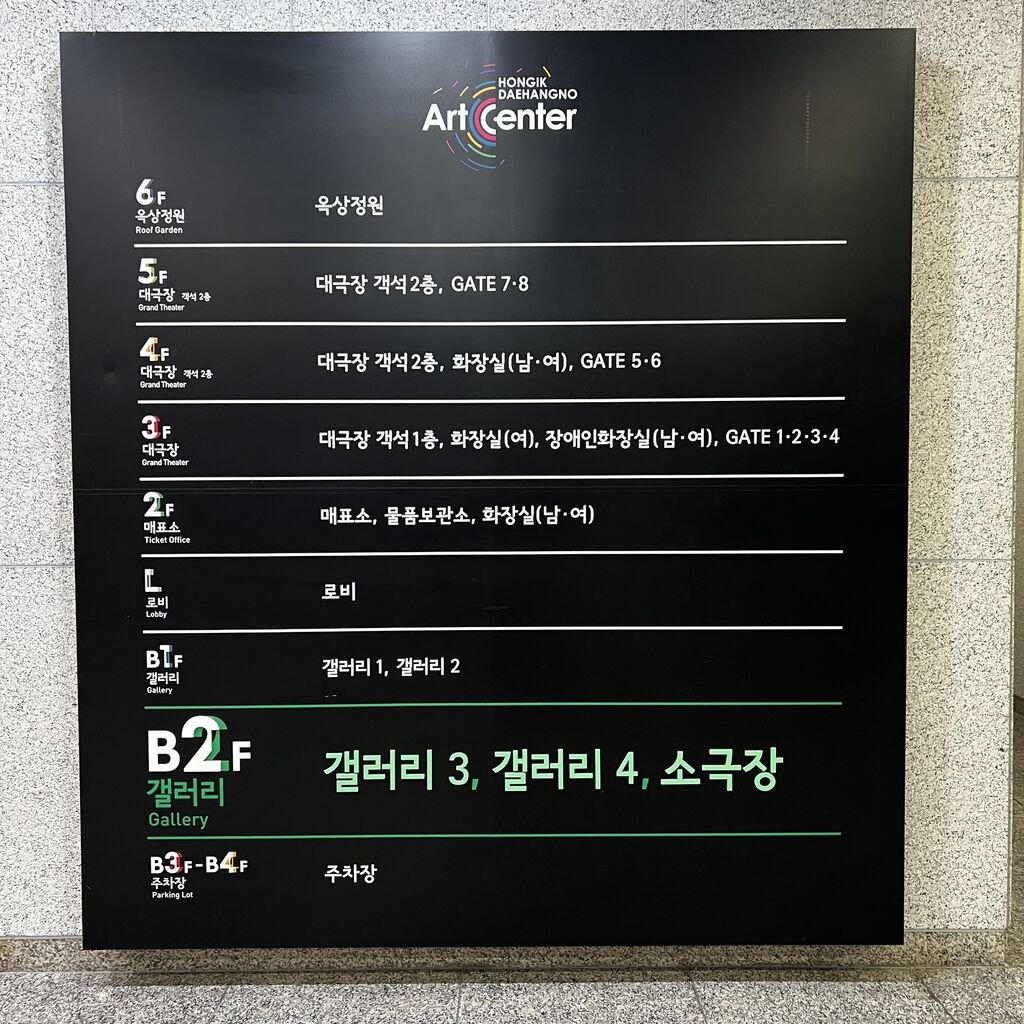 HONGIK
DAEHANGNO
Art Center
6F
옥상정원
Roof Garden
옥상정원
5F
대극장 객석 2층
Grand Theater
대극장 객석2층, GATE 7·8
4F
대극장 객석 2층
Grand Theater
대극장 객석2층, 화장실(남·여), GATE 5·6
3F
대극장
Grand Theater
대극장 객석1층, 화장실(여), 장애인화장실(남·여), GATE 1·2·3·4
2F
매표소
Ticket Office
매표소, 물품보관소, 화장실(남·여)
L
로비
Lobby
로비
B1F
갤러리
Gallery
갤러리 1, 갤러리 2
B2F
갤러리
Gallery
갤러리 3, 갤러리 4, 소극장
B3F-B4F
주차장
Parking Lot
주차장